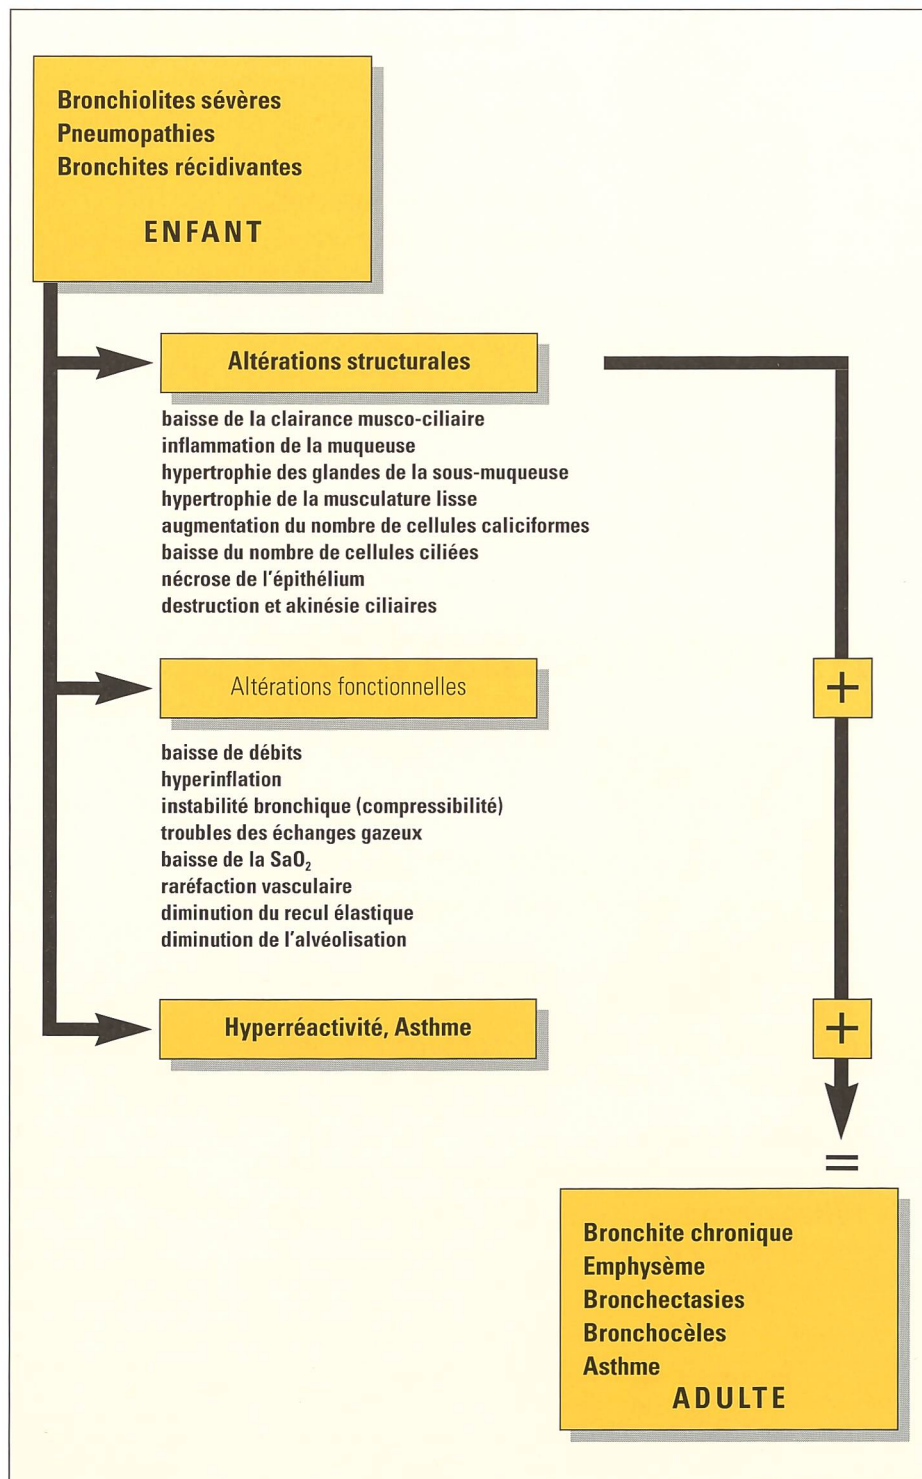 Bronchiolites sévères
Pneumopathies
Bronchites récidivantes
ENFANT
Altérations structurales
baisse de la clairance musco-ciliaire
inflammation de la muqueuse
hypertrophie des glandes de la sous-muqueuse
hypertrophie de la musculature lisse
augmentation du nombre de cellules caliciformes
baisse du nombre de cellules ciliées
nécrose de l'épithélium
destruction et akinésie ciliaires
Altérations fonctionnelles
+
baisse de débits
hyperinflation
instabilité bronchique (compressibilité)
troubles des échanges gazeux
baisse de la SaO₂
raréfaction vasculaire
diminution du recul élastique
diminution de l'alvéolisation
Hyperréactivité, Asthme
+
=
Bronchite chronique
Emphysème
Bronchectasies
Bronchocèles
Asthme
ADULTE